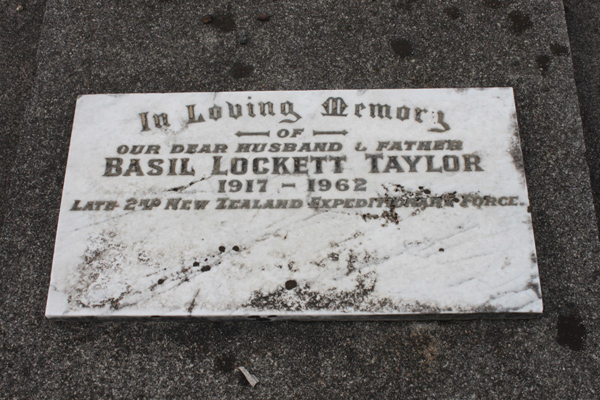 In Loving Memory
OF
OUR DEAR HUSBAND & FATHER
BASIL LOCKETT TAYLOR
1917 – 1962
LATE 2ND NEW ZEALAND EXPEDITIONARY FORCE.